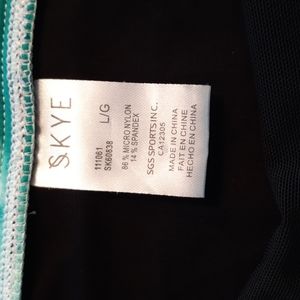 SKYE
L/G
111061
SK60838
86 % MICRO NYLON
14 % SPANDEX
SGS SPORTS INC.
CA12305
MADE IN CHINA
FAIT EN CHINE
HECHO EN CHINA